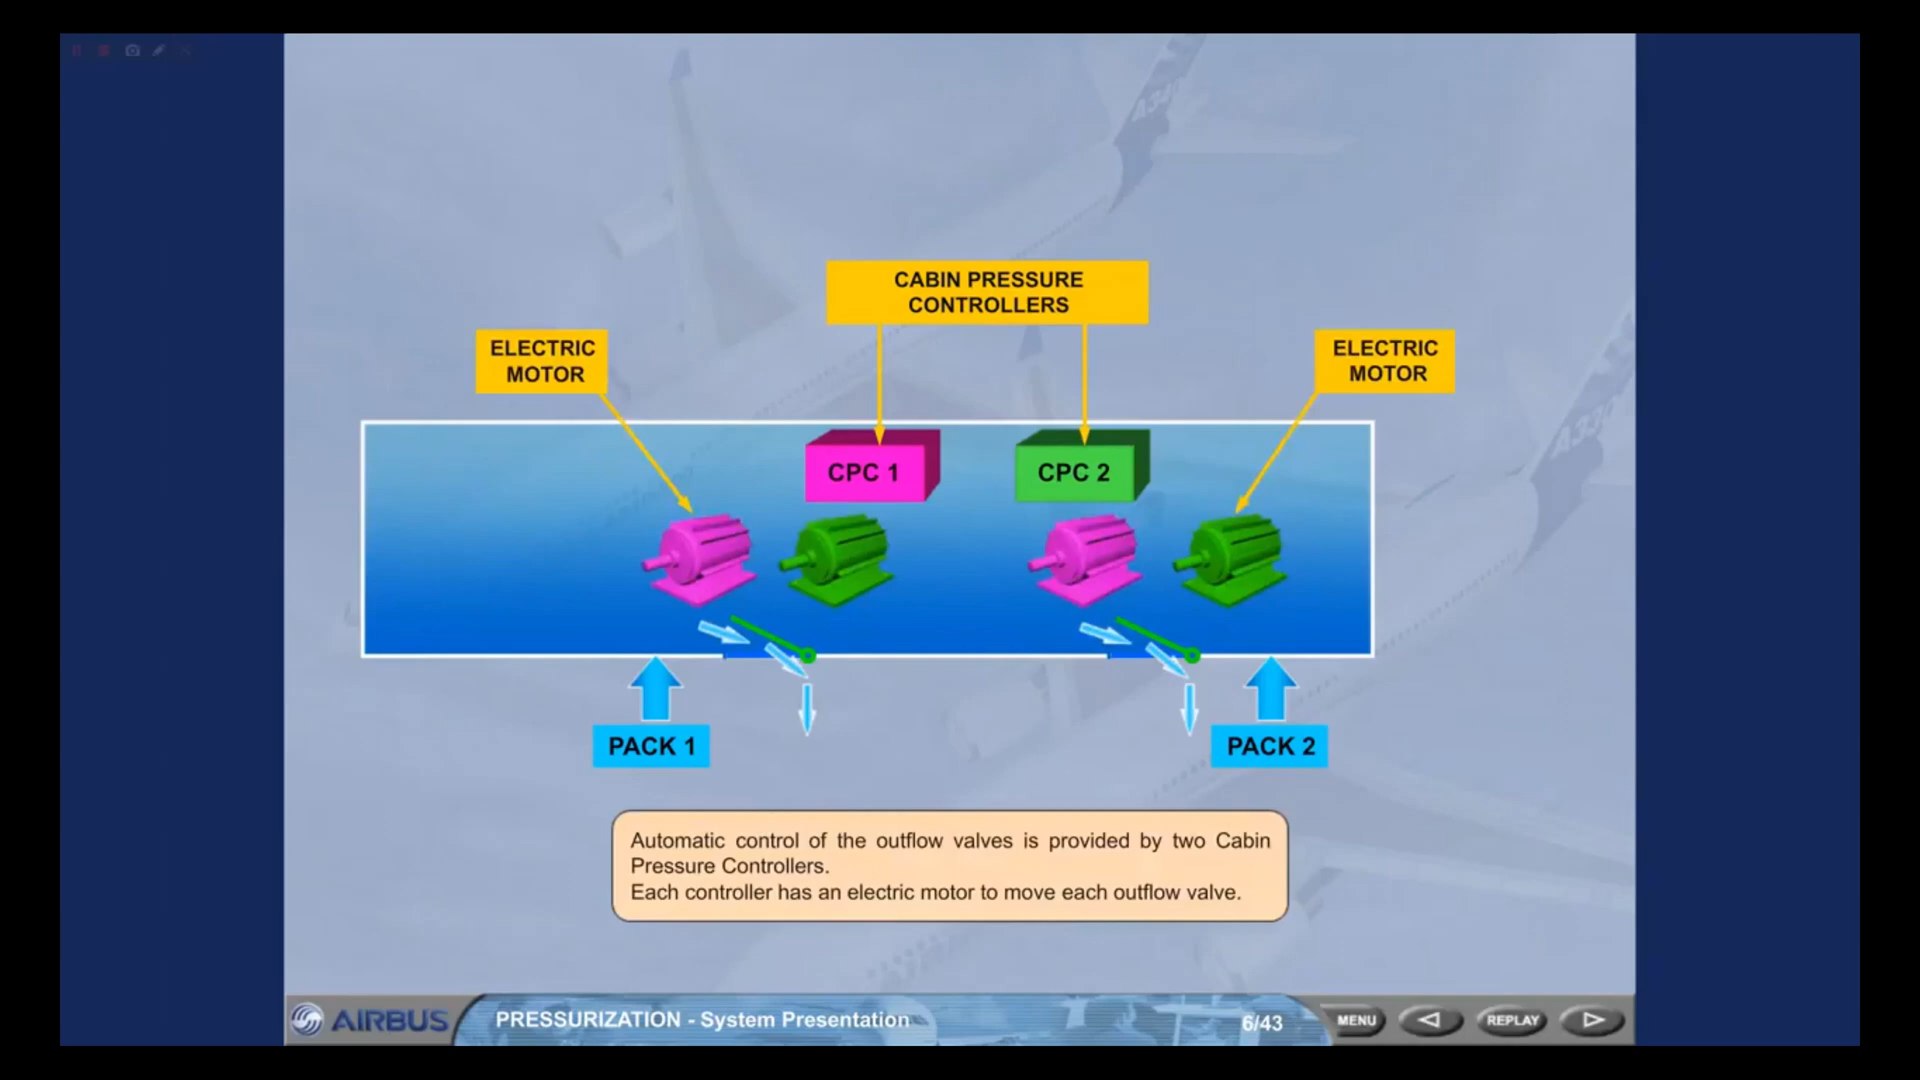 CABIN PRESSURE
CONTROLLERS
ELECTRIC
MOTOR
ELECTRIC
MOTOR
CPC 1
CPC 2
PACK 1
PACK 2
Automatic control of the outflow valves is provided by two Cabin
Pressure Controllers.
Each controller has an electric motor to move each outflow valve.
AIRBUS
PRESSURIZATION - System Presentation
6/43
MENU
REPLAY